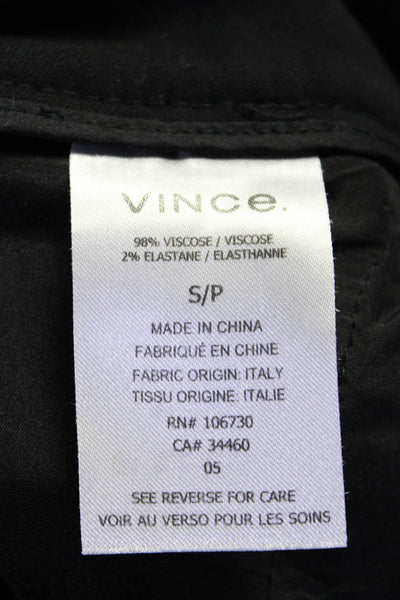 VINCe.
98% VISCOSE / VISCOSE
2% ELASTANE / ELASTHANNE
S/P
MADE IN CHINA
FABRIQUÉ EN CHINE
FABRIC ORIGIN: ITALY
TISSU ORIGINE: ITALIE
RN# 106730
CA# 34460
05
SEE REVERSE FOR CARE
VOIR AU VERSO POUR LES SOINS